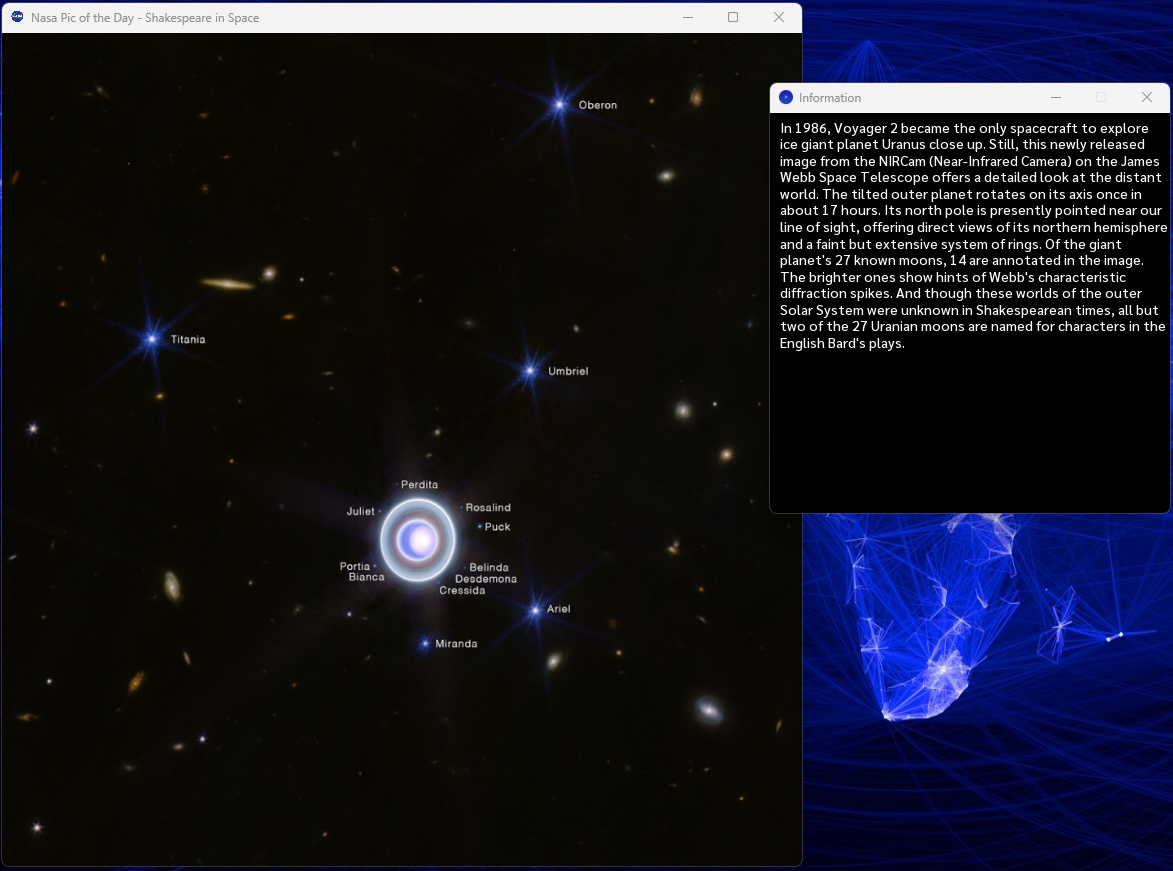 Nasa Pic of the Day - Shakespeare in Space
Oberon
Titania
Umbriel
Perdita
Juliet
Rosalind
Puck
Portia
Belinda
Bianca
Desdemona
Cressida
Ariel
Miranda
Information
In 1986, Voyager 2 became the only spacecraft to explore
ice giant planet Uranus close up. Still, this newly released
image from the NIRCam (Near-Infrared Camera) on the James
Webb Space Telescope offers a detailed look at the distant
world. The tilted outer planet rotates on its axis once in
about 17 hours. Its north pole is presently pointed near our
line of sight, offering direct views of its northern hemisphere
and a faint but extensive system of rings. Of the giant
planet's 27 known moons, 14 are annotated in the image.
The brighter ones show hints of Webb's characteristic
diffraction spikes. And though these worlds of the outer
Solar System were unknown in Shakespearean times, all but
two of the 27 Uranian moons are named for characters in the
English Bard's plays.